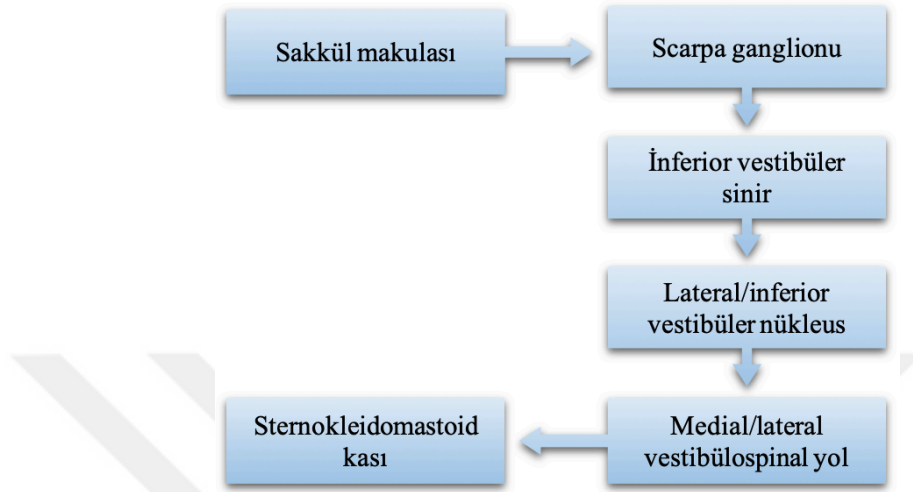 Sakkül makulası
Scarpa ganglionu
İnferior vestibüler
sinir
Lateral/inferior
vestibüler nükleus
Medial/lateral
vestibülospinal yol
Sternokleidomastoid
kası